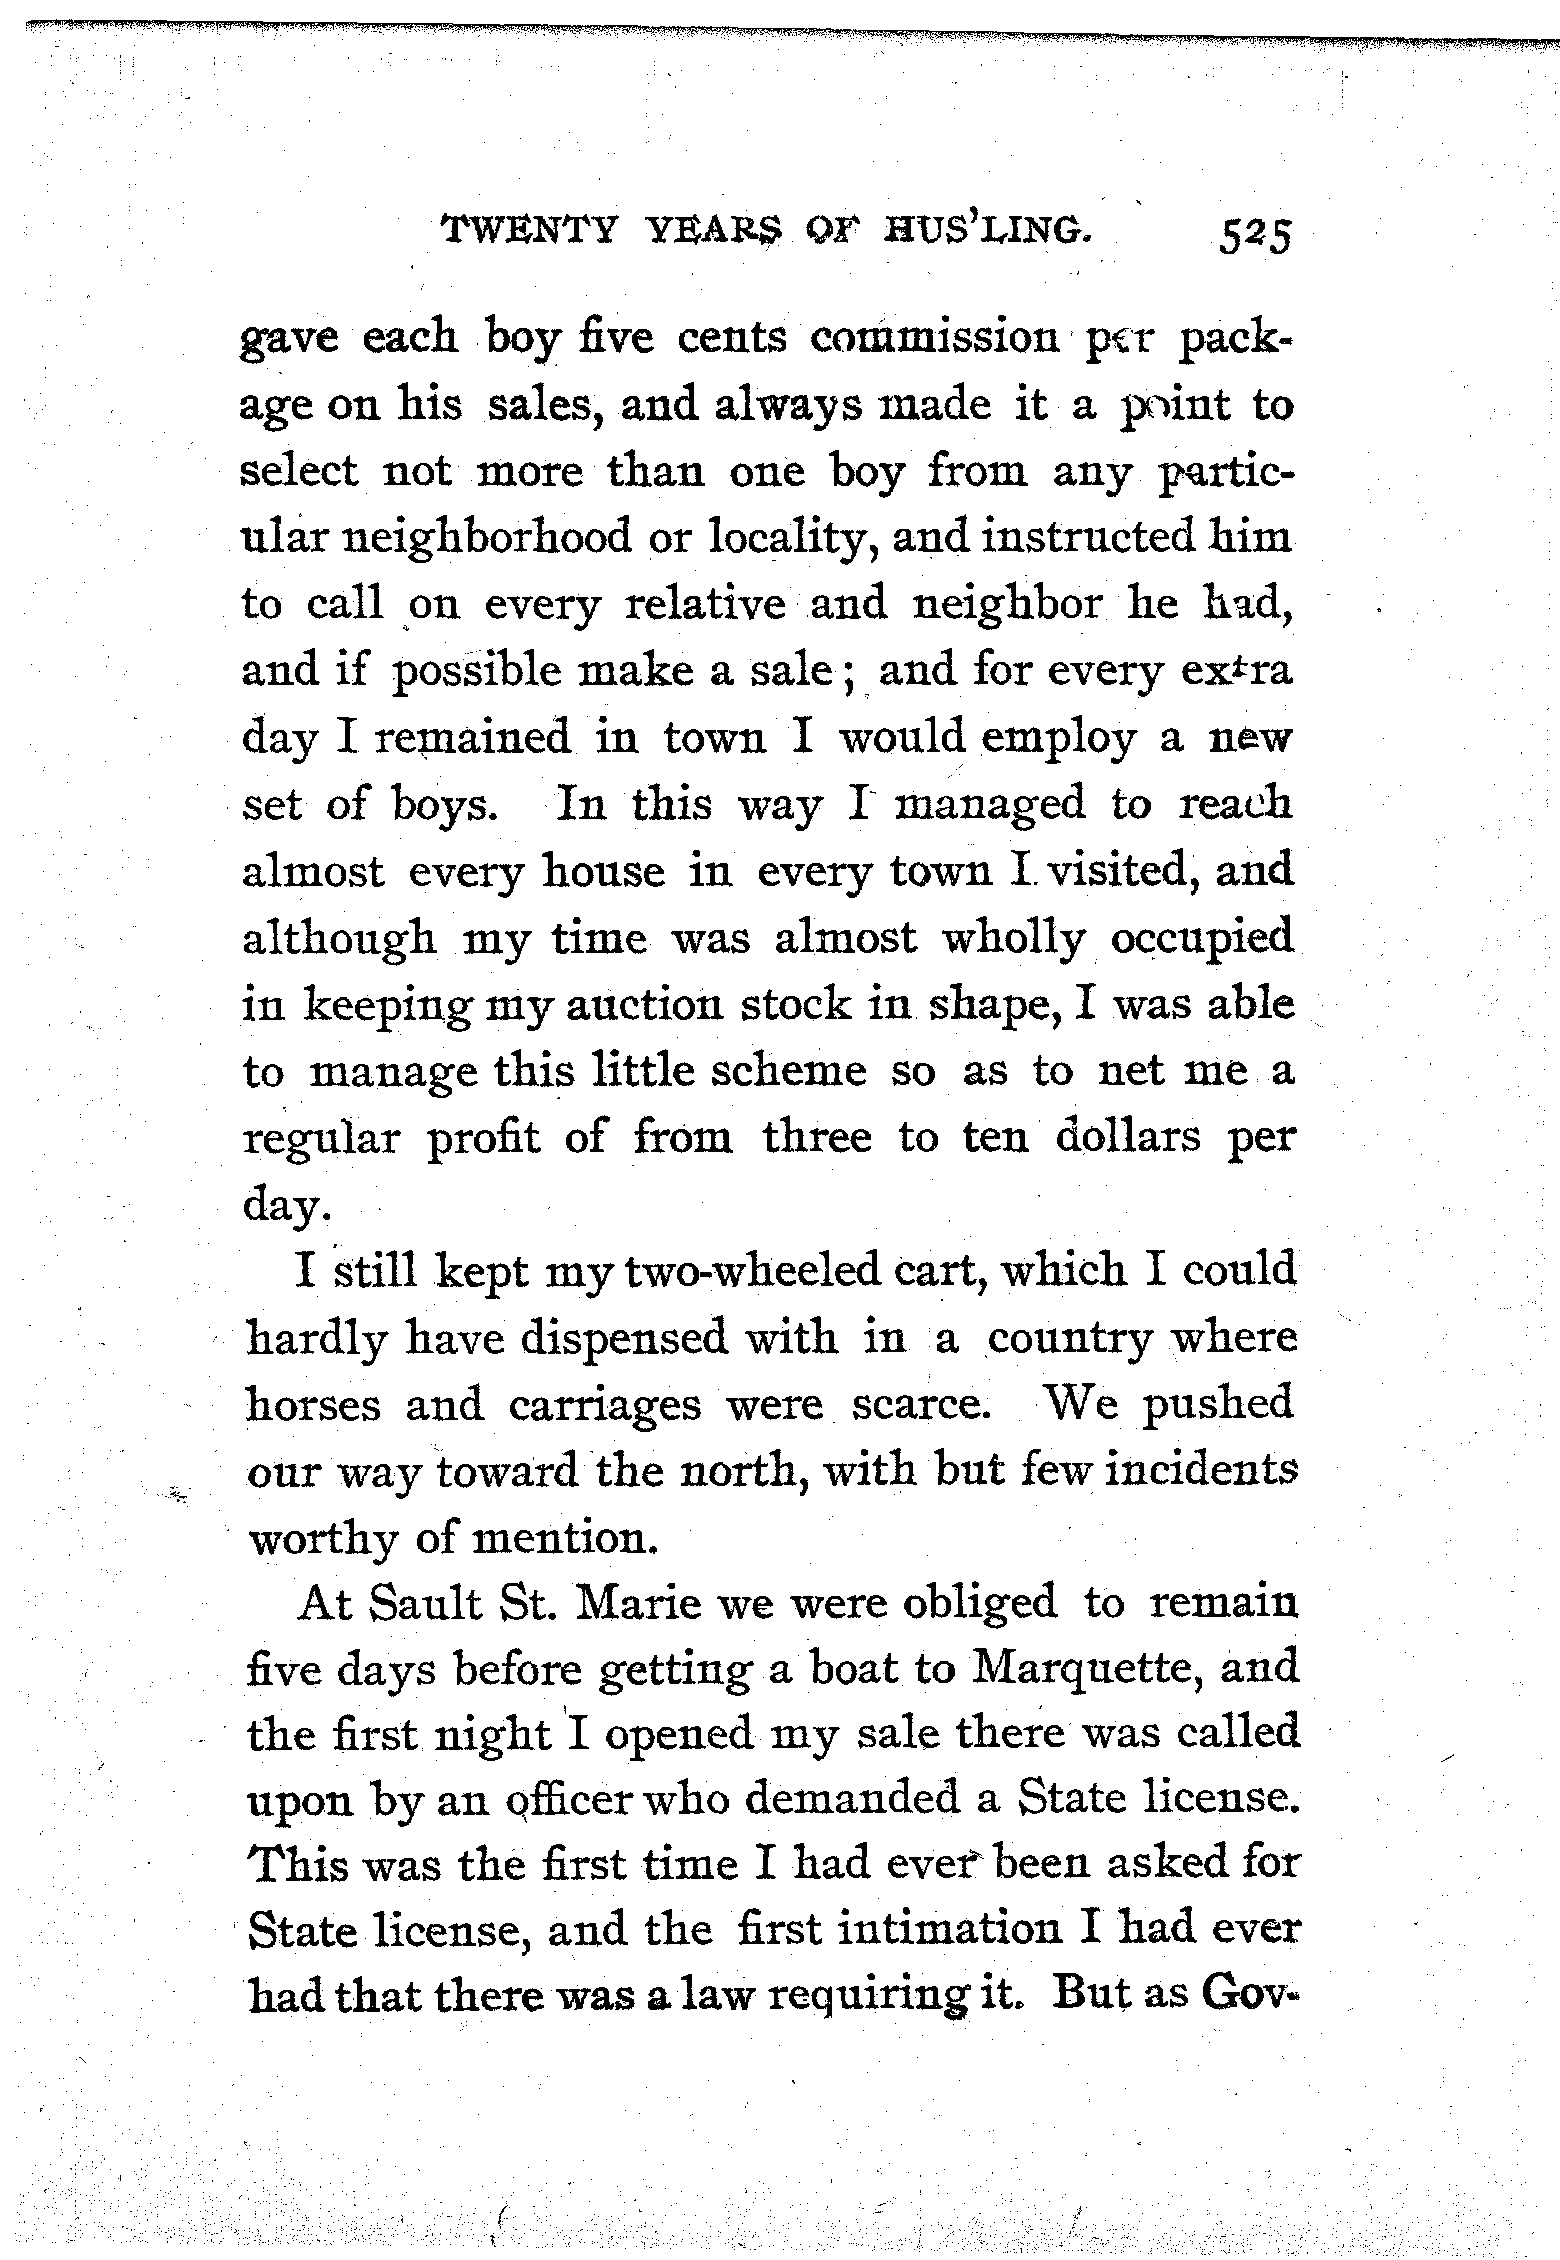 TWENTY YEARS OF HUS'LING. 525
gave each boy five cents commission per pack-
age on his sales, and always made it a point to
select not more than one boy from any partic-
ular neighborhood or locality, and instructed him
to call on every relative and neighbor he had,
and if possible make a sale; and for every extra
day I remained in town I would employ a new
set of boys. In this way I managed to reach
almost every house in every town I visited, and
although my time was almost wholly occupied
in keeping my auction stock in shape, I was able
to manage this little scheme so as to net me a
regular profit of from three to ten dollars per
day.
I still kept my two-wheeled cart, which I could
hardly have dispensed with in a country where
horses and carriages were scarce. We pushed
our way toward the north, with but few incidents
worthy of mention.
At Sault St. Marie we were obliged to remain
five days before getting a boat to Marquette, and
the first night I opened my sale there was called
upon by an officer who demanded a State license.
This was the first time I had ever been asked for
State license, and the first intimation I had ever
had that there was a law requiring it. But as Gov-